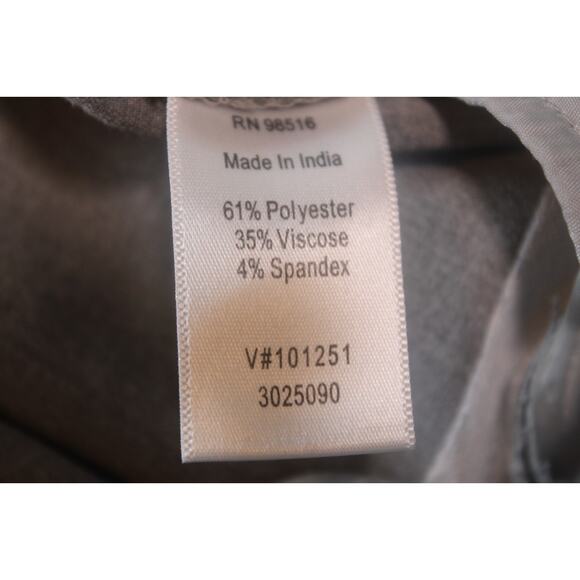 RN 98516
Made In India
61% Polyester
35% Viscose
4% Spandex
V#101251
3025090